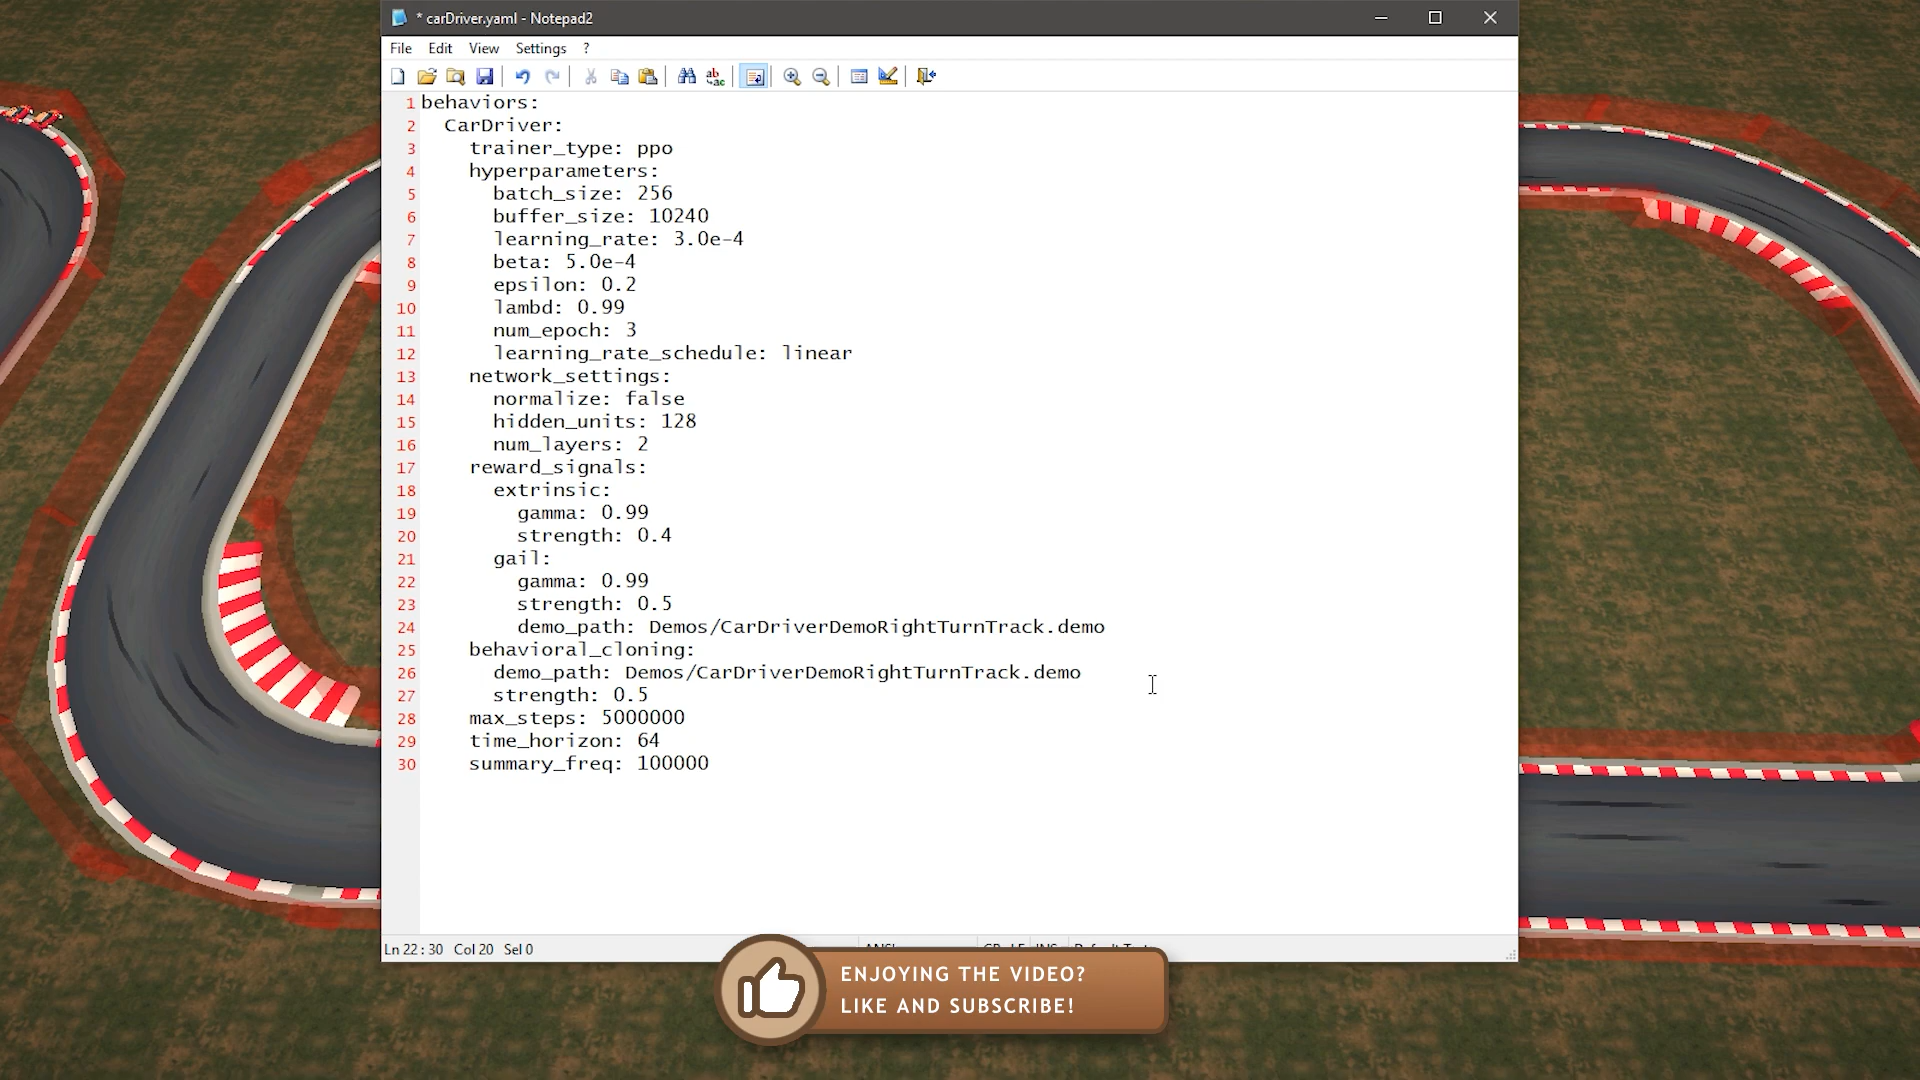 * carDriver.yaml - Notepad2
File Edit View Settings ?
1 behaviors:
2 CarDriver:
3 trainer_type: ppo
4 hyperparameters:
5 batch_size: 256
6 buffer_size: 10240
7 learning_rate: 3.0e-4
8 beta: 5.0e-4
9 epsilon: 0.2
10 lambd: 0.99
11 num_epoch: 3
12 learning_rate_schedule: linear
13 network_settings:
14 normalize: false
15 hidden_units: 128
16 num_layers: 2
17 reward_signals:
18 extrinsic:
19 gamma: 0.99
20 strength: 0.4
21 gail:
22 gamma: 0.99
23 strength: 0.5
24 demo_path: Demos/CarDriverDemoRightTurnTrack.demo
25 behavioral_cloning:
26 demo_path: Demos/CarDriverDemoRightTurnTrack.demo
27 strength: 0.5
28 max_steps: 5000000
29 time_horizon: 64
30 summary_freq: 100000
Ln 22 : 30 Col 20 Sel 0
ENJOYING THE VIDEO?
LIKE AND SUBSCRIBE!